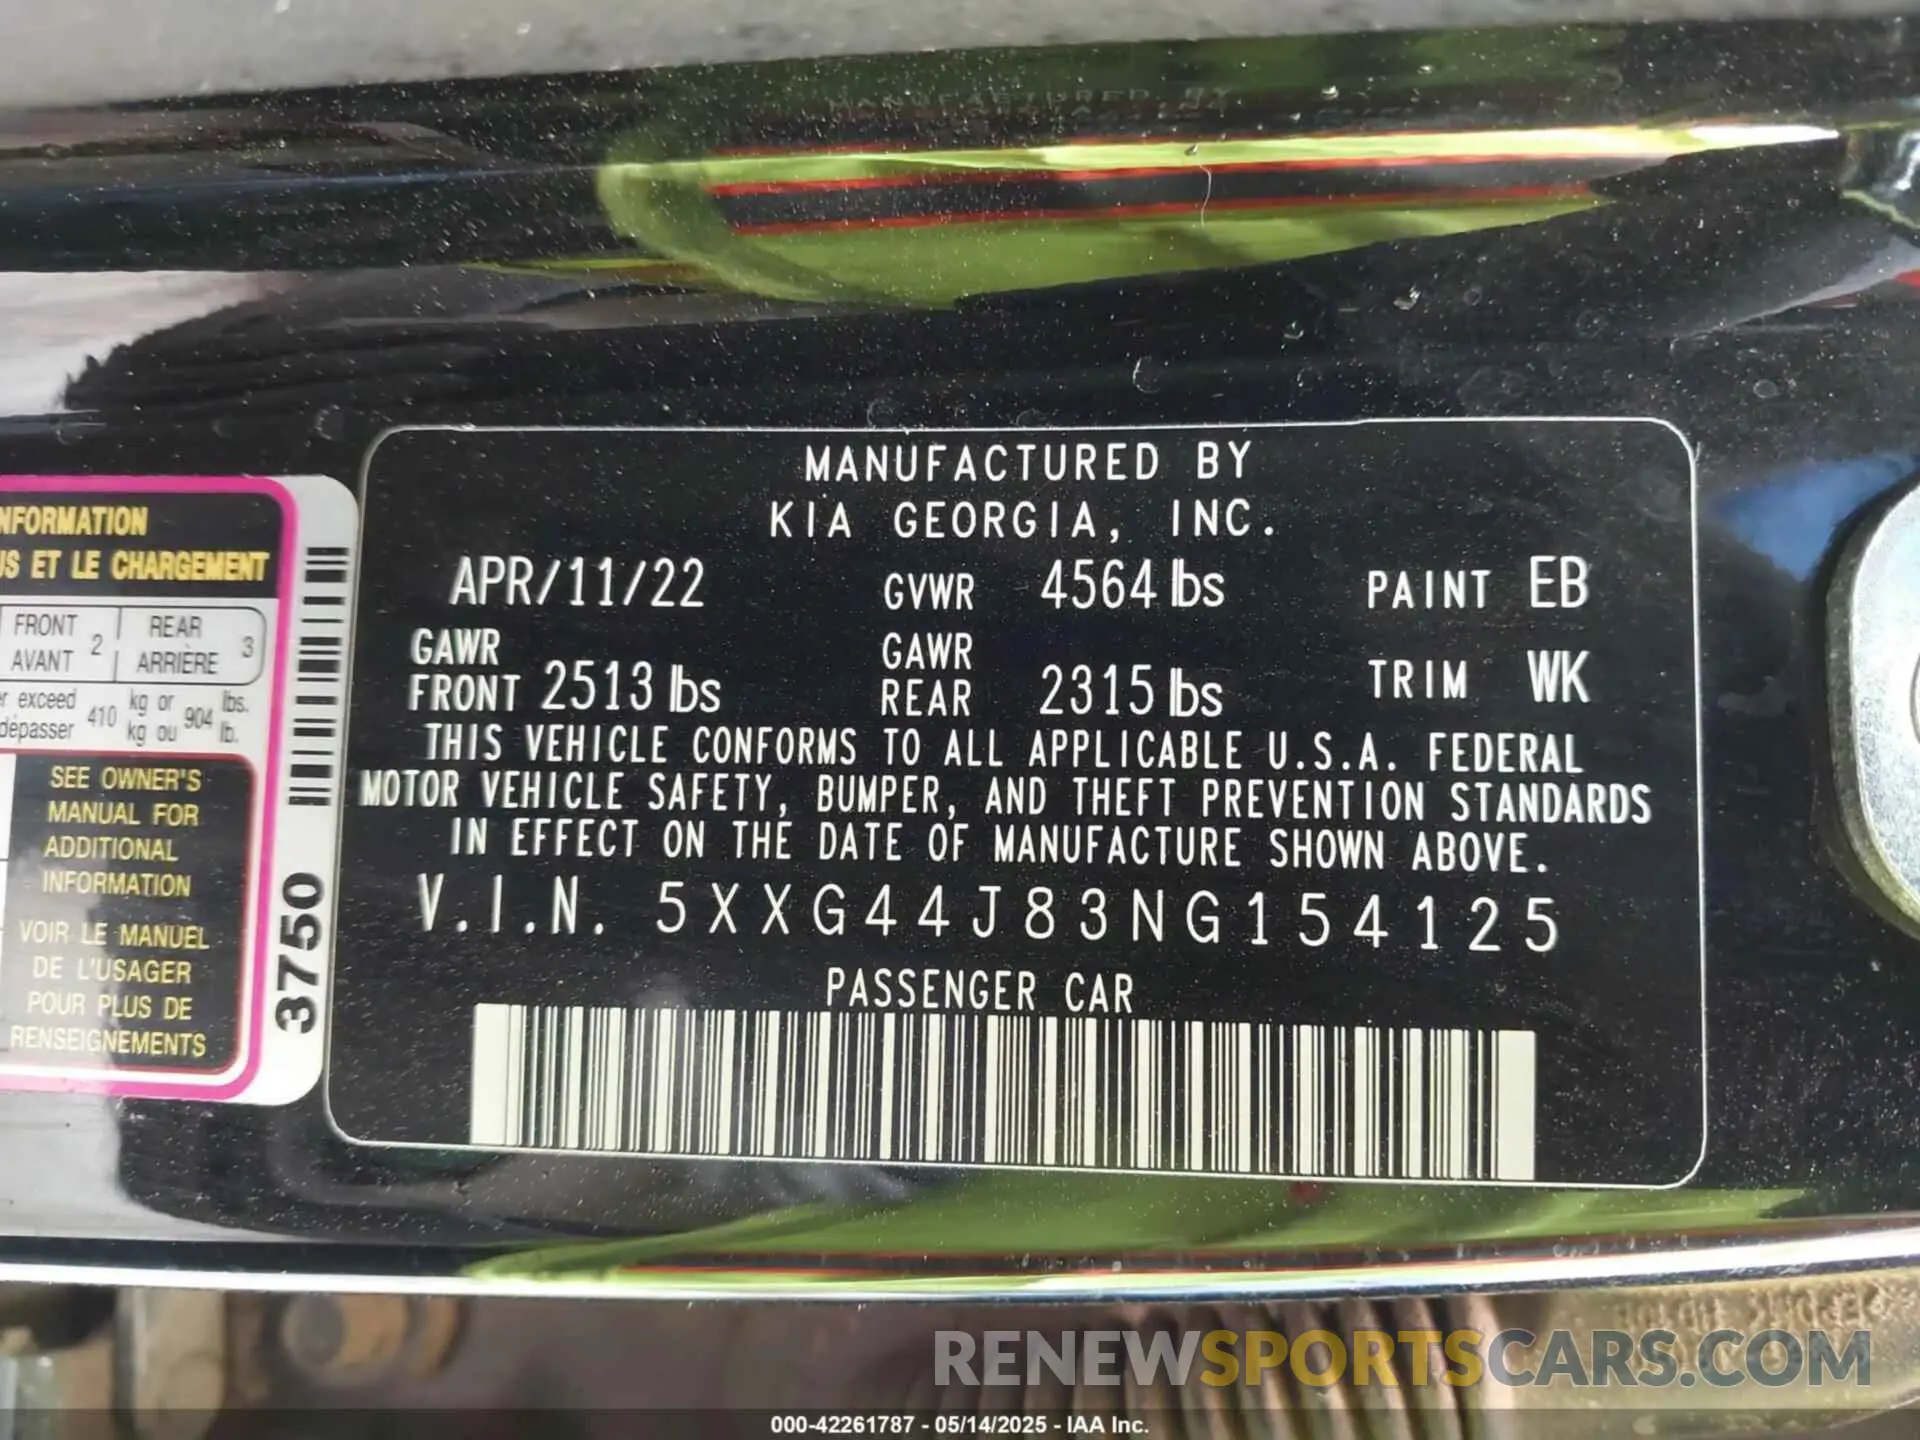 MANUFACTURED BY
KIA GEORGIA, INC.
APR/11/22 GVWR 4564 lbs PAINT EB
GAWR FRONT 2513 lbs GAWR REAR 2315 lbs TRIM WK
THIS VEHICLE CONFORMS TO ALL APPLICABLE U.S.A. FEDERAL
MOTOR VEHICLE SAFETY, BUMPER, AND THEFT PREVENTION STANDARDS
IN EFFECT ON THE DATE OF MANUFACTURE SHOWN ABOVE.
V.I.N. 5XXG44J83NG154125
PASSENGER CAR
NFORMATION
US ET LE CHARGEMENT
FRONT 2 REAR 3
AVANT ARRIÈRE
exceed 410 kg or 904 lbs.
dépasser kg ou lb.
SEE OWNER'S
MANUAL FOR
ADDITIONAL
INFORMATION
VOIR LE MANUEL
DE L'USAGER
POUR PLUS DE
RENSEIGNEMENTS
3750
RENEWSPORTSCARS.COM
000-42261787 - 05/14/2025 - IAA Inc.